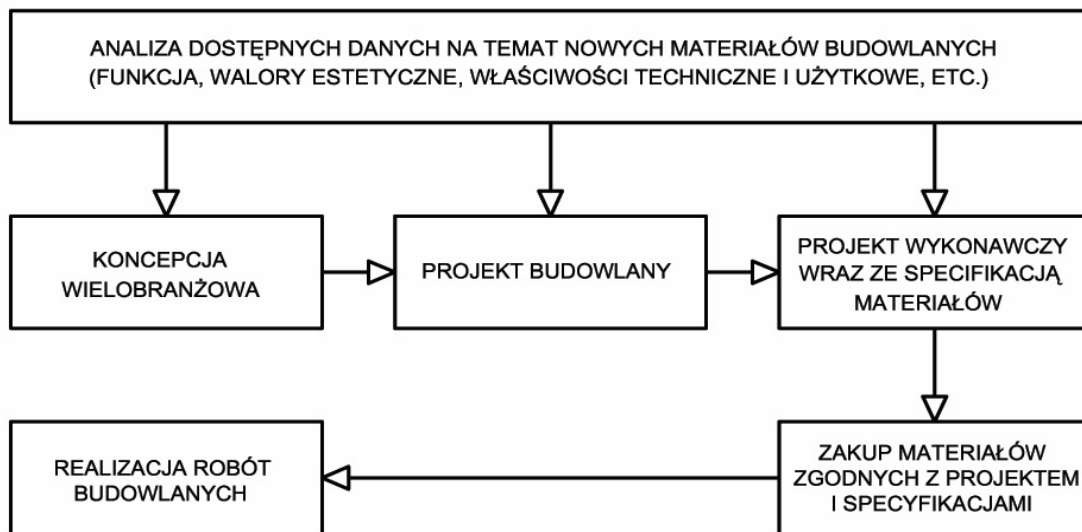 ANALIZA DOSTĘPNYCH DANYCH NA TEMAT NOWYCH MATERIAŁÓW BUDOWLANYCH
(FUNKCJA, WALORY ESTETYCZNE, WŁAŚCIWOŚCI TECHNICZNE I UŻYTKOWE, ETC.)
KONCEPCJA
WIELOBRANŻOWA
PROJEKT BUDOWLANY
PROJEKT WYKONAWCZY
WRAZ ZE SPECIFIKACJĄ
MATERIAŁÓW
REALIZACJA ROBÓT
BUDOWLANYCH
ZAKUP MATERIAŁÓW
ZGODNYCH Z PROJEKTEM
I SPECYFIKACJAMI